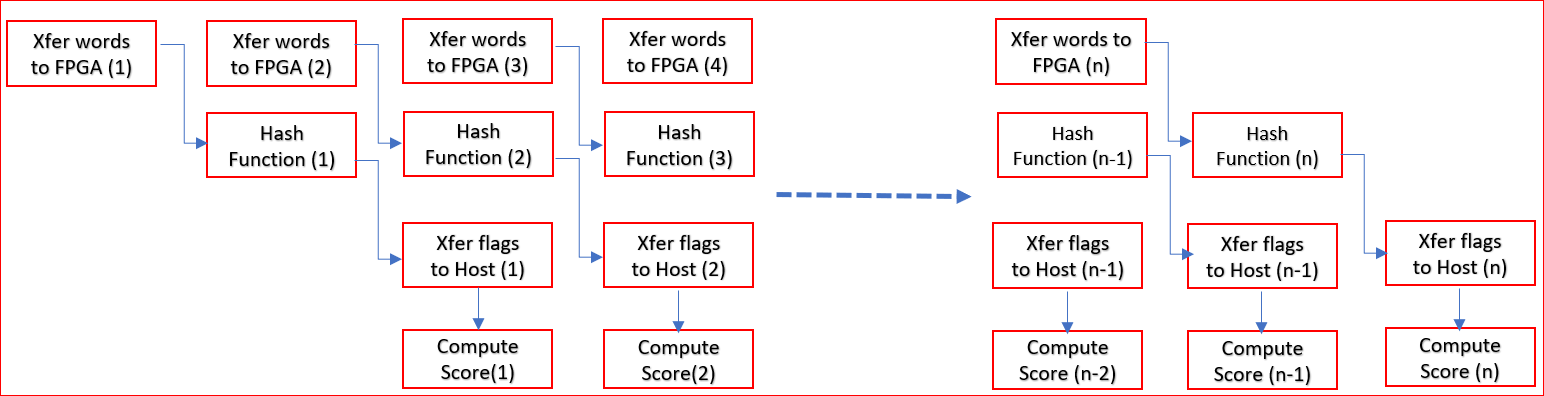 Xfer words
to FPGA (1)
Xfer words
to FPGA (2)
Xfer words
to FPGA (3)
Xfer words
to FPGA (4)
Xfer words to
FPGA (n)
Hash
Function (1)
Hash
Function (2)
Hash
Function (3)
Hash
Function (n-1)
Hash
Function (n)
Xfer flags
to Host (1)
Xfer flags
to Host (2)
Xfer flags
to Host (n-1)
Xfer flags
to Host (n-1)
Xfer flags
to Host (n)
Compute
Score(1)
Compute
Score(2)
Compute
Score (n-2)
Compute
Score (n-1)
Compute
Score (n)